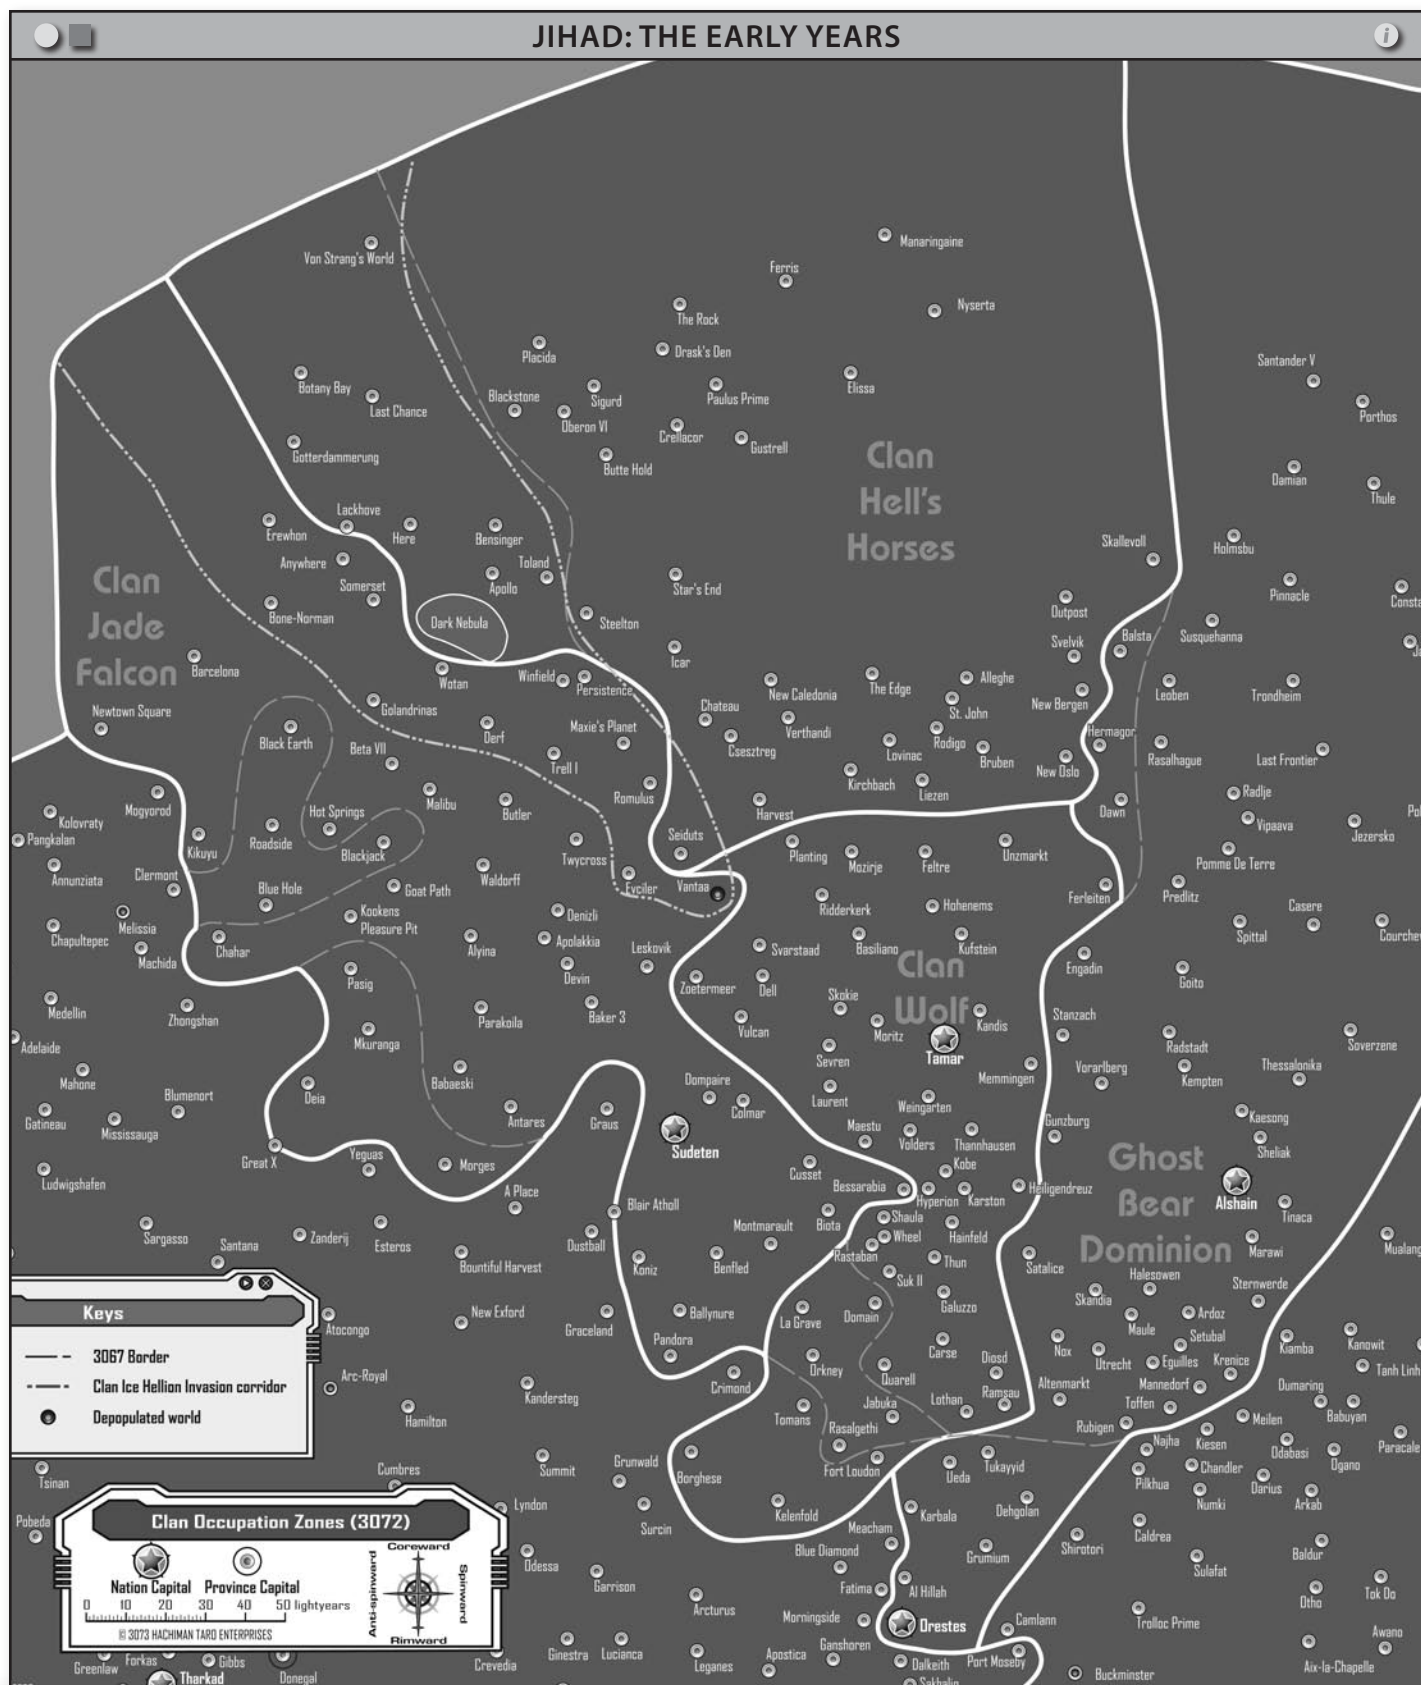 JIHAD: THE EARLY YEARS
i
Manaringaine
Von Strang's World
Ferris
Nyserta
The Rock
Placida
Drask's Den
Santander V
Botany Bay
Last Chance
Blackstone
Sigurd
Paulus Prime
Elissa
Porthos
Oberon VI
Crellacor
Gustrell
Gotterdammerung
Butte Hold
Clan
Hell's
Horses
Damian
Thule
Lackhove
Erewhon
Here
Bensinger
Skallevoll
Holmsbu
Anywhere
Toland
Somerset
Apollo
Star's End
Pinnacle
Consta
Clan
Jade
Falcon
Bone-Norman
Dark Nebula
Steelton
Outpost
Balsta
Susquehanna
Svelvik
Ja
Barcelona
Icar
Wotan
Winfield
Persistence
New Caledonia
The Edge
Alleghe
New Bergen
Leoben
Trondheim
Newtown Square
Golandrinas
Chateau
St. John
Black Earth
Beta VII
Derf
Maxie's Planet
Verthandi
Csesztreg
Lovinac
Rodigo
Bruben
Hermagor
Rasalhague
Last Frontier
Trell I
Kirchbach
Liezen
New Oslo
Mogyorod
Malibu
Butler
Romulus
Harvest
Dawn
Radlje
Kolovraty
Hot Springs
Vipaava
Jezersko
Pol
Pangkalan
Kikuyu
Roadside
Blackjack
Twycross
Seiduts
Planting
Mozirje
Feltre
Unzmarkt
Pomme De Terre
Annunziata
Clermont
Blue Hole
Goat Path
Waldorff
Evciler
Vantaa
Ferleiten
Predlitz
Melissia
Kookens
Pleasure Pit
Denizli
Ridderkerk
Hohenems
Casere
Chapultepec
Machida
Chahar
Alyina
Apolakkia
Leskovik
Svarstaad
Basiliano
Kufstein
Spittal
Courchev
Clan
Wolf
Pasig
Devin
Zoetermeer
Dell
Engadin
Goito
Medellin
Zhongshan
Parakoila
Baker 3
Vulcan
Skokie
Moritz
Kandis
Stanzach
Adelaide
Mkuranga
Sevren
Tamar
Radstadt
Soverzene
Mahone
Deia
Babaeski
Memmingen
Vorarlberg
Kempten
Thessalonika
Blumenort
Dompaire
Laurent
Gatineau
Mississauga
Antares
Graus
Colmar
Weingarten
Kaesong
Maestu
Volders
Thannhausen
Gunzburg
Sudeten
Sheliak
Great X
Yeguas
Morges
Ghost
Bear
Dominion
Ludwigshafen
Cusset
Kobe
Bessarabia
Hyperion
Karston
Heiligendreuz
Alshain
A Place
Blair Atholl
Biota
Shaula
Tinaca
Sargasso
Santana
Zanderij
Esteros
Dustball
Montmarault
Wheel
Hainfeld
Marawi
Mualang
Rastaban
Bountiful Harvest
Koniz
Benfled
Suk II
Thun
Satalice
Halesowen
Sternwerde
Skandia
Keys
3067 Border
Clan Ice Hellion Invasion corridor
Depopulated world
Atocongo
New Exford
Graceland
Ballynure
La Grave
Domain
Galuzzo
Maule
Ardoz
Pandora
Carse
Nox
Setubal
Kiamba
Kanowit
Arc-Royal
Crimond
Orkney
Quarell
Diosd
Utrecht
Eguilles
Krenice
Tanh Linh
Kandersteg
Altenmarkt
Mannedorf
Dumaring
Hamilton
Tomans
Jabuka
Lothan
Ramsau
Toffen
Babuyan
Rasalgethi
Rubigen
Meilen
Najha
Kiesen
Odabasi
Paracale
Tsinan
Cumbres
Summit
Grunwald
Borghese
Fort Loudon
Ueda
Tukayyid
Pilkhua
Chandler
Ogano
Darius
Pobeda
Lyndon
Surcin
Kelenfold
Karbala
Dehgolan
Numki
Arkab
Clan Occupation Zones (3072)
Meacham
Caldrea
Nation Capital
Province Capital
0 10 20 30 40 50 lightyears
© 3073 HACHIMAN TARO ENTERPRISES
Coreward
Anti-spinward
Spinward
Rimward
Odessa
Blue Diamond
Grumium
Shirotori
Baldur
Garrison
Fatima
Al Hillah
Sulafat
Otho
Tok Do
Arcturus
Morningside
Orestes
Camlann
Trolloc Prime
Awano
Greenlaw
Forkas
Gibbs
Donegal
Tharkad
Crevedia
Ginestra
Lucianca
Leganes
Apostica
Ganshoren
Dalkeith
Port Moseby
Buckminster
Aix-la-Chapelle
Sakhalin